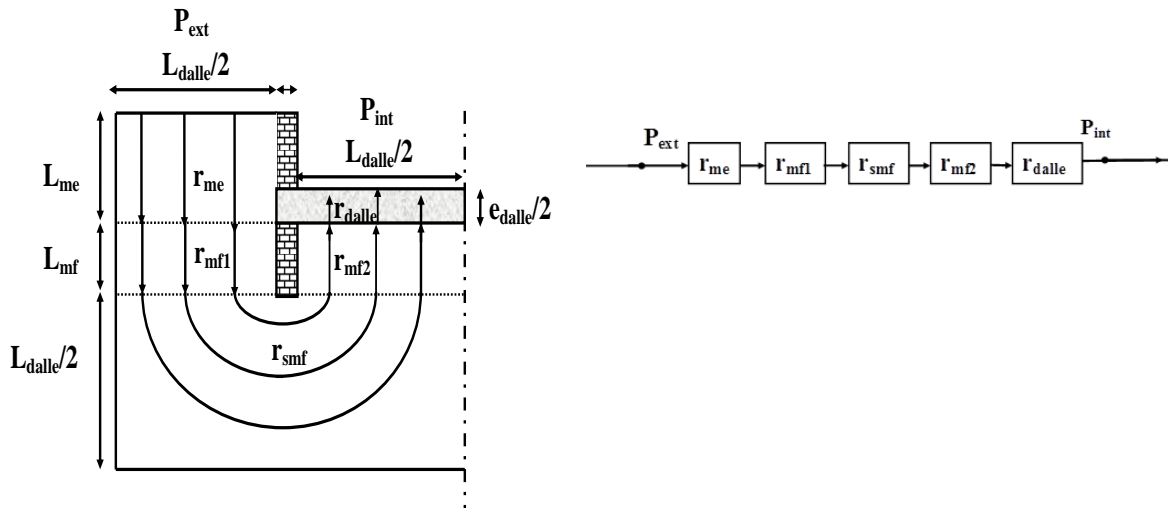 P_ext
L_dalle/2
P_int
L_dalle/2
L_me
r_me
e_dalle/2
r_dalle
L_mf
r_mf1
r_mf2
L_dalle/2
r_smf
P_ext
P_int
r_me
r_mf1
r_smf
r_mf2
r_dalle